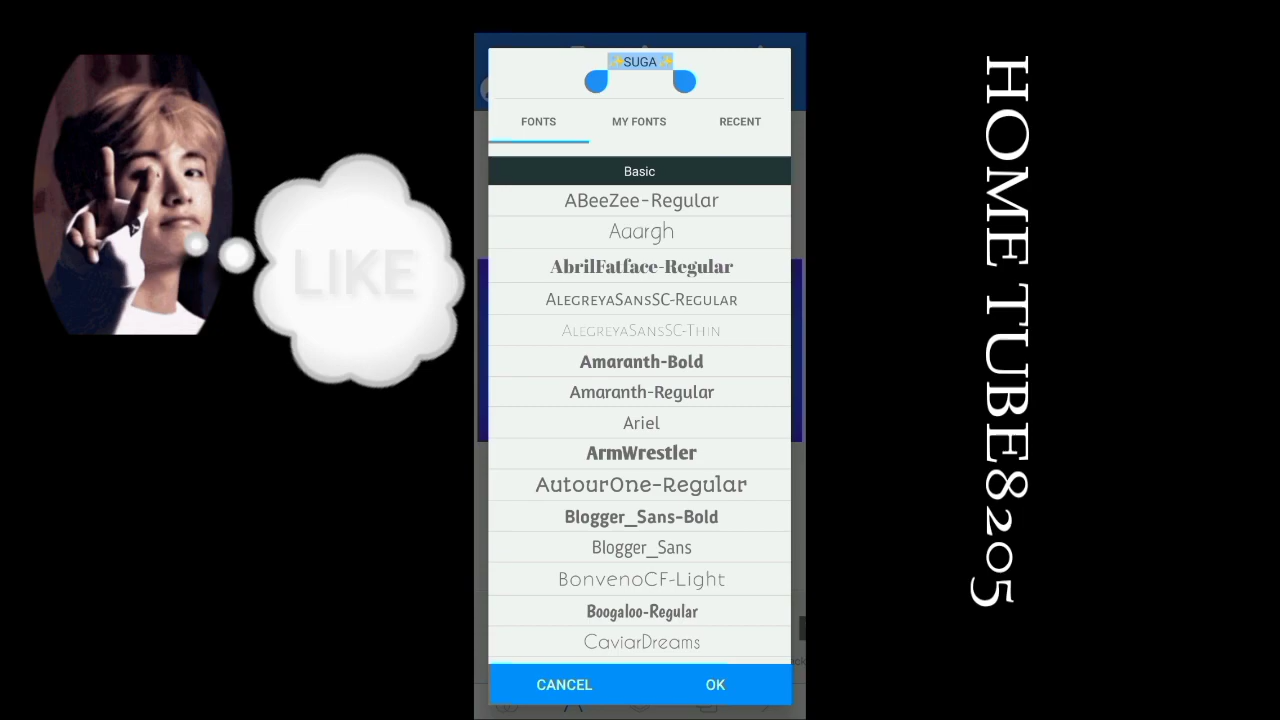 LIKE
✨SUGA✨
FONTS
MY FONTS
RECENT
Basic
ABeeZee-Regular
Aaargh
AbrilFatface-Regular
AlegreyaSansSC-Regular
AlegreyaSansSC-Thin
Amaranth-Bold
Amaranth-Regular
Ariel
ArmWrestler
AutourOne-Regular
Blogger_Sans-Bold
Blogger_Sans
BonvenoCF-Light
Boogaloo-Regular
CaviarDreams
CANCEL
OK
HOME TUBE8205